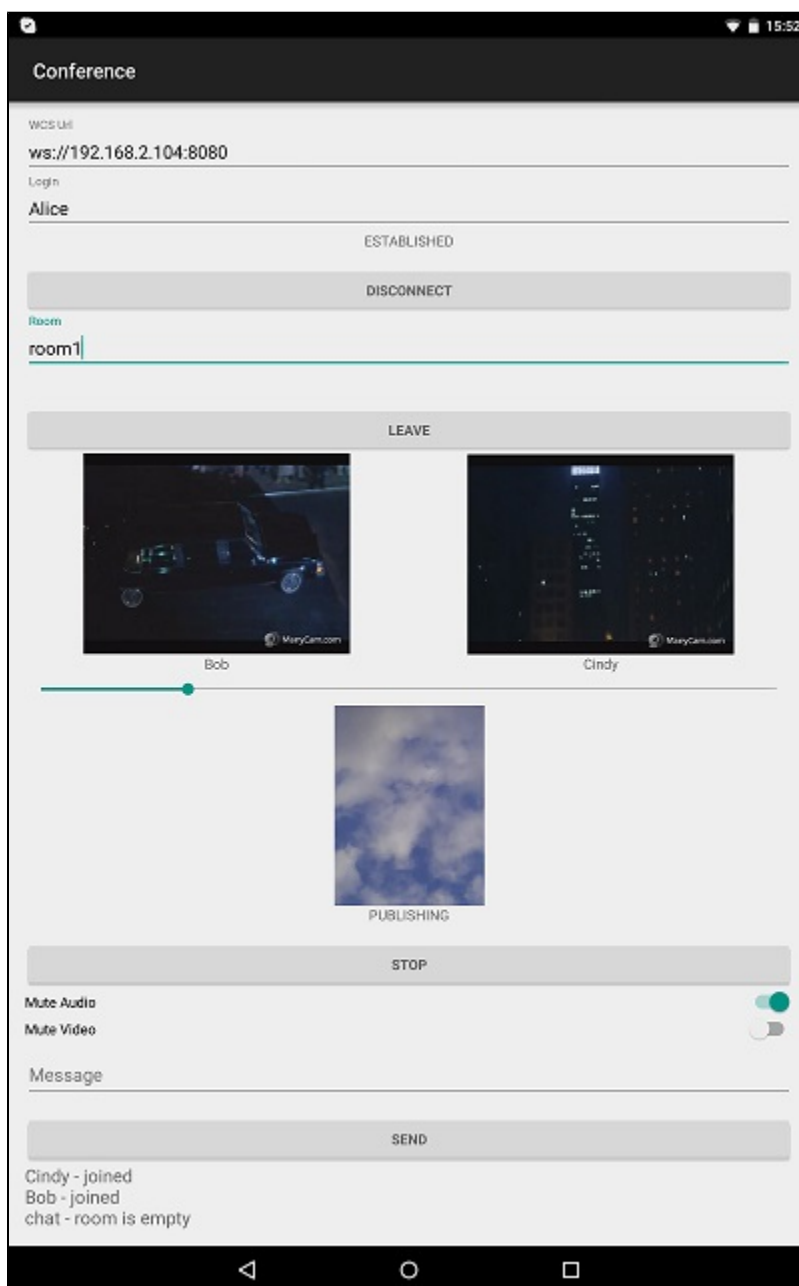 15:52
Conference
WCS Url
ws://192.168.2.104:8080
Login
Alice
ESTABLISHED
DISCONNECT
Room
room1
LEAVE
ManyCam.com
ManyCam.com
Bob
Cindy
PUBLISHING
STOP
Mute Audio
Mute Video
Message
SEND
Cindy - joined
Bob - joined
chat - room is empty